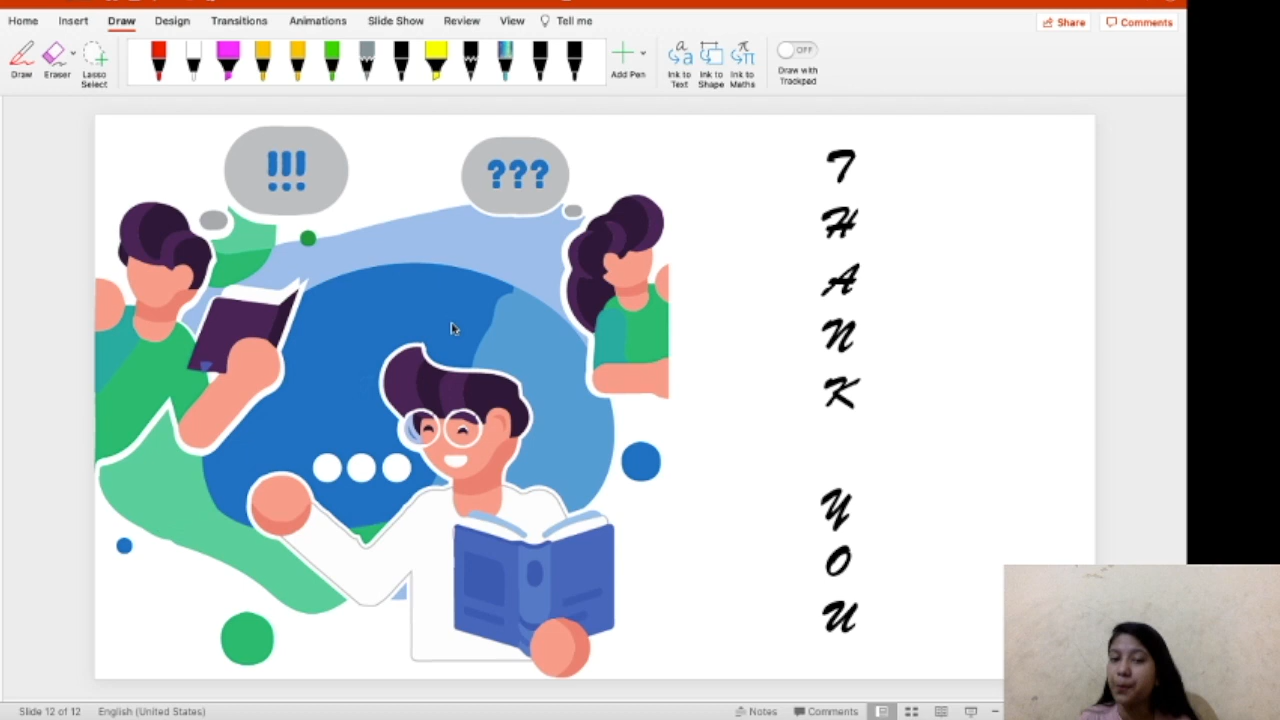 Home Insert Draw Design Transitions Animations Slide Show Review View Tell me Share Comments
Draw Eraser Lasso Select Add Pen Ink to Text Ink to Shape Ink to Maths OFF Draw with Trackpad
!!!
???
T
H
A
N
K
Y
O
U
Slide 12 of 12 English (United States) Notes Comments